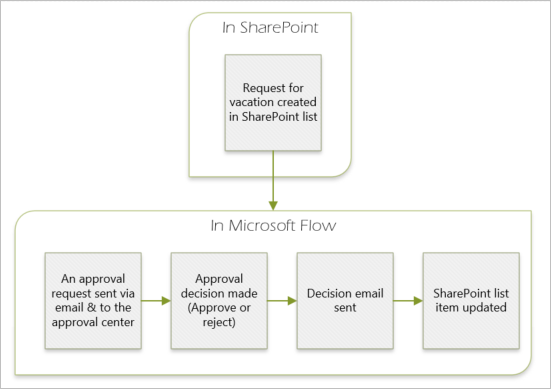 In SharePoint
Request for
vacation created
in SharePoint list
In Microsoft Flow
An approval
request sent via
email & to the
approval center
Approval
decision made
(Approve or
reject)
Decision email
sent
SharePoint list
item updated